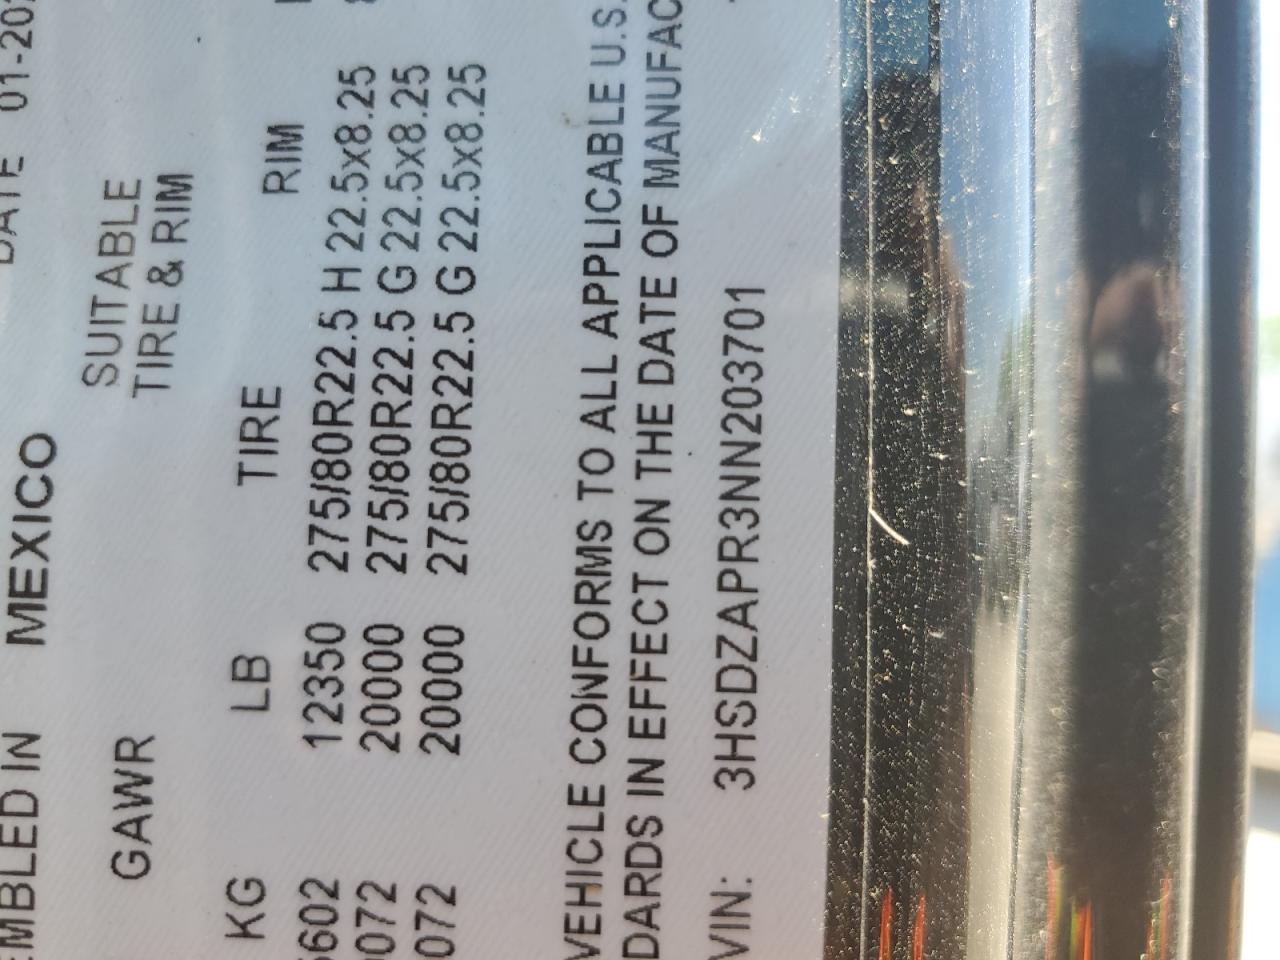 EMBLED IN MEXICO DATE 01-20
GAWR SUITABLE
TIRE & RIM
KG LB TIRE RIM
5602 12350 275/80R22.5 H 22.5x8.25
9072 20000 275/80R22.5 G 22.5x8.25
072 20000 275/80R22.5 G 22.5x8.25
VEHICLE CONFORMS TO ALL APPLICABLE U.S.
DARDS IN EFFECT ON THE DATE OF MANUFAC
VIN: 3HSDZAPR3NN203701